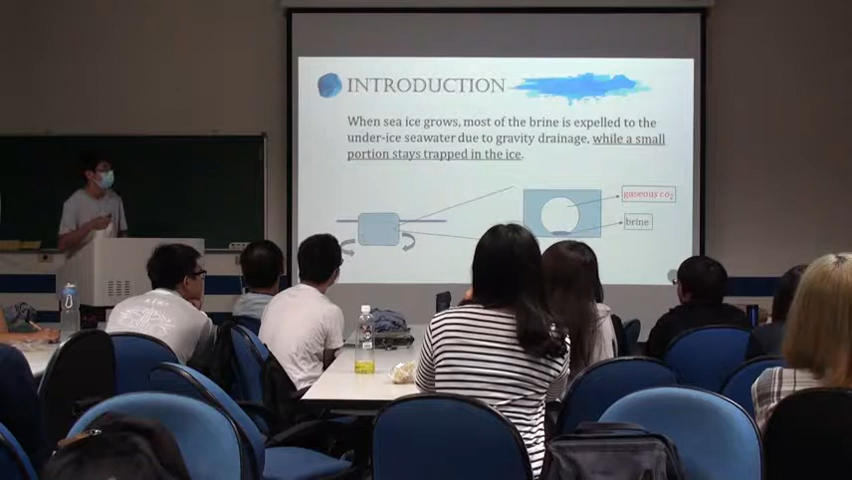 INTRODUCTION
When sea ice grows, most of the brine is expelled to the
under-ice seawater due to gravity drainage, while a small
portion stays trapped in the ice.
gaseous co2
brine